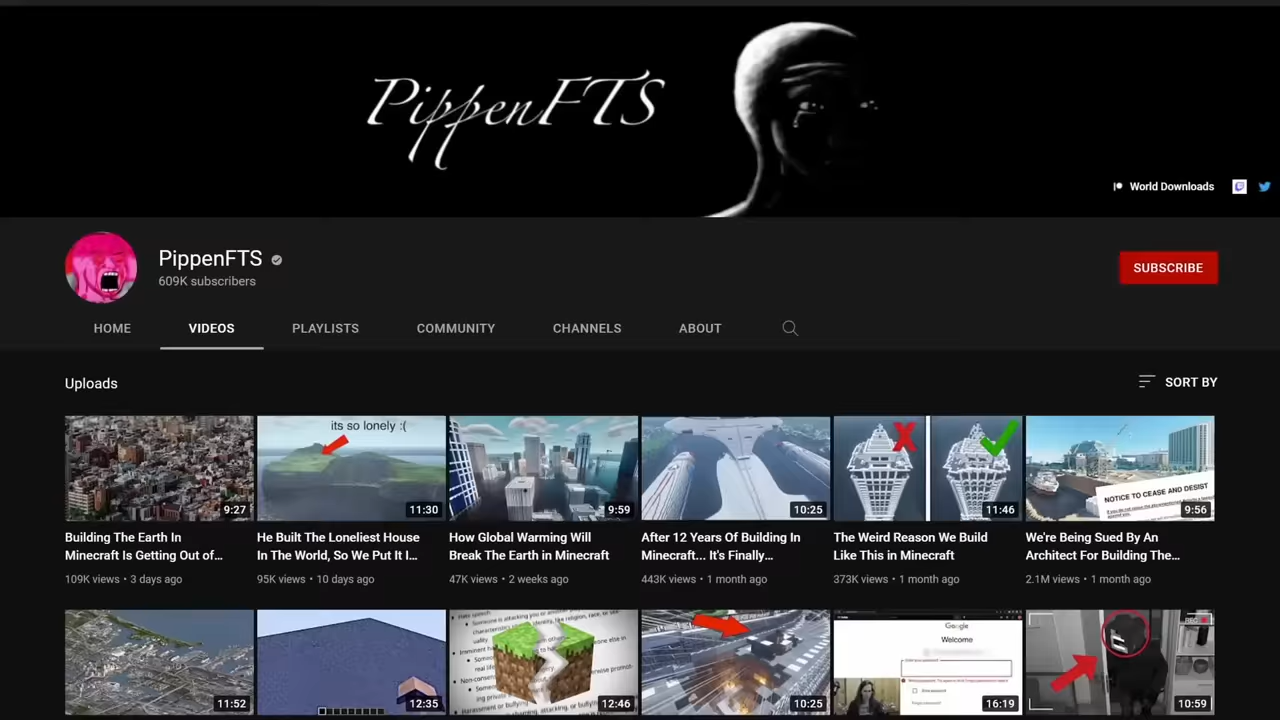 PippenFTS
World Downloads
PippenFTS
609K subscribers
SUBSCRIBE
HOME
VIDEOS
PLAYLISTS
COMMUNITY
CHANNELS
ABOUT
Uploads
SORT BY
its so lonely :(
NOTICE TO CEASE AND DESIST
9:27
11:30
9:59
10:25
11:46
9:56
Building The Earth In
Minecraft Is Getting Out of...
109K views • 3 days ago
He Built The Loneliest House
In The World, So We Put It I...
95K views • 10 days ago
How Global Warming Will
Break The Earth in Minecraft
47K views • 2 weeks ago
After 12 Years Of Building In
Minecraft... It's Finally...
443K views • 1 month ago
The Weird Reason We Build
Like This in Minecraft
373K views • 1 month ago
We're Being Sued By An
Architect For Building The...
2.1M views • 1 month ago
Google
Welcome
11:52
12:35
12:46
10:25
16:19
10:59